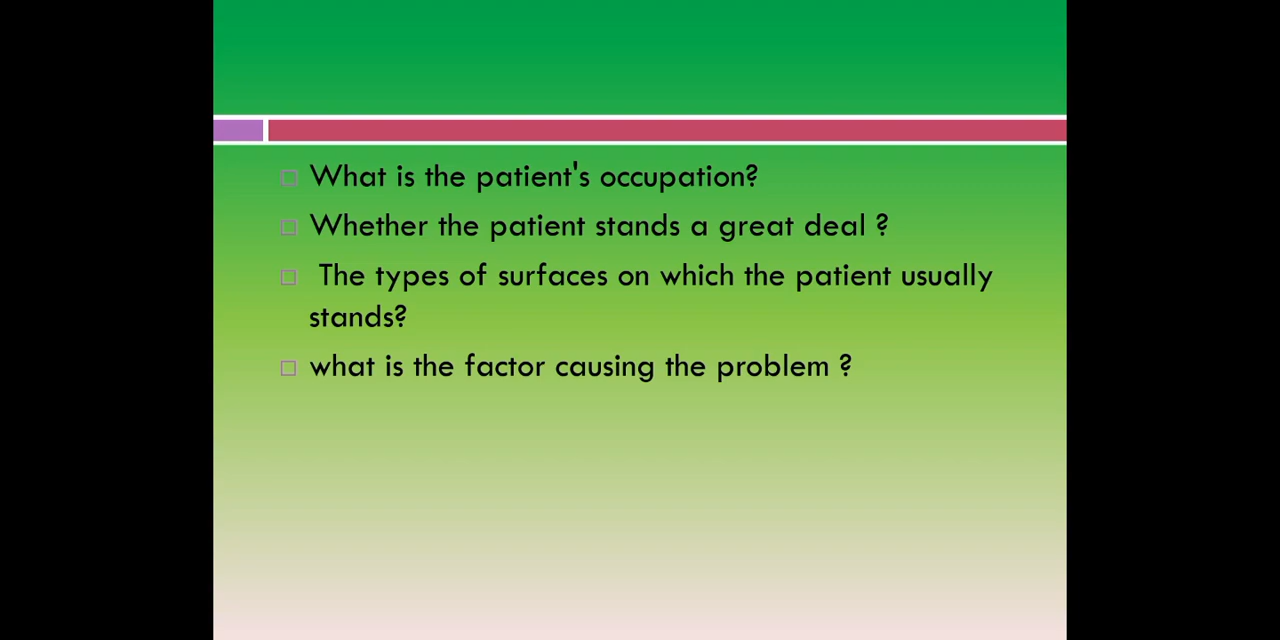 What is the patient's occupation?
Whether the patient stands a great deal ?
The types of surfaces on which the patient usually
stands?
what is the factor causing the problem ?